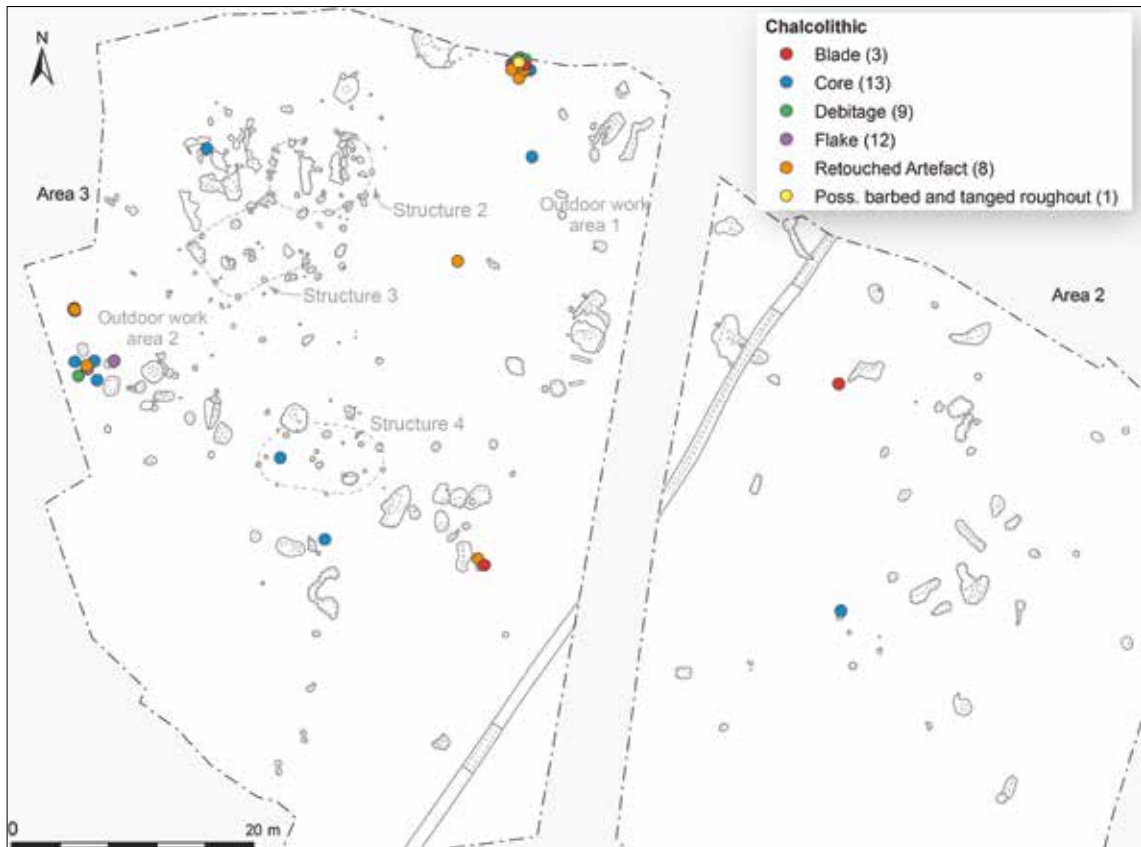 N
Chalcolithic
Blade (3)
Core (13)
Debitage (9)
Flake (12)
Retouched Artefact (8)
Poss. barbed and tanged roughout (1)
Area 3
Structure 2
Outdoor work
area 1
Structure 3
Area 2
Outdoor work
area 2
Structure 4
0
20 m